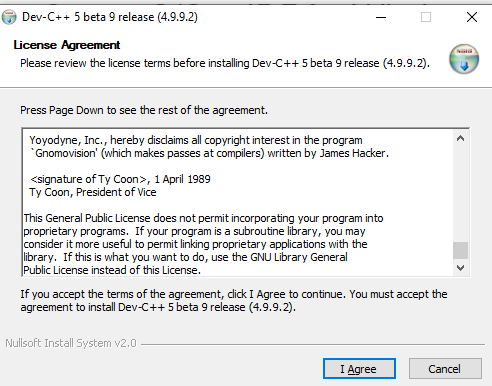 Dev-C++ 5 beta 9 release (4.9.9.2)
License Agreement
Please review the license terms before installing Dev-C++ 5 beta 9 release (4.9.9.2).
Press Page Down to see the rest of the agreement.
Yoyodyne, Inc., hereby disclaims all copyright interest in the program
`Gnomovision' (which makes passes at compilers) written by James Hacker.
<signature of Ty Coon>, 1 April 1989
Ty Coon, President of Vice
This General Public License does not permit incorporating your program into
proprietary programs.  If your program is a subroutine library, you may
consider it more useful to permit linking proprietary applications with the
library.  If this is what you want to do, use the GNU Library General
Public License instead of this License.
If you accept the terms of the agreement, click I Agree to continue. You must accept the
agreement to install Dev-C++ 5 beta 9 release (4.9.9.2).
Nullsoft Install System v2.0
I Agree
Cancel